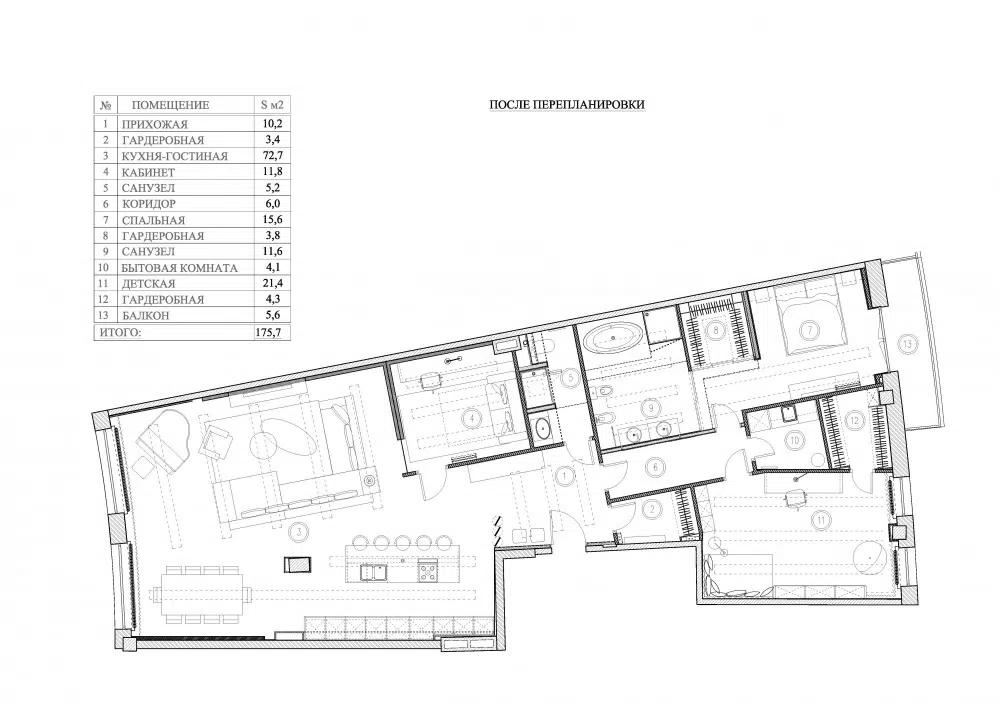 ПОСЛЕ ПЕРЕПЛАНИРОВКИ
№ ПОМЕЩЕНИЕ S м2
1 ПРИХОЖАЯ 10,2
2 ГАРДЕРОБНАЯ 3,4
3 КУХНЯ-ГОСТИНАЯ 72,7
4 КАБИНЕТ 11,8
5 САНУЗЕЛ 5,2
6 КОРИДОР 6,0
7 СПАЛЬНАЯ 15,6
8 ГАРДЕРОБНАЯ 3,8
9 САНУЗЕЛ 11,6
10 БЫТОВАЯ КОМНАТА 4,1
11 ДЕТСКАЯ 21,4
12 ГАРДЕРОБНАЯ 4,3
13 БАЛКОН 5,6
ИТОГО: 175,7
7
8
13
5
4
9
12
10
6
1
2
11
3